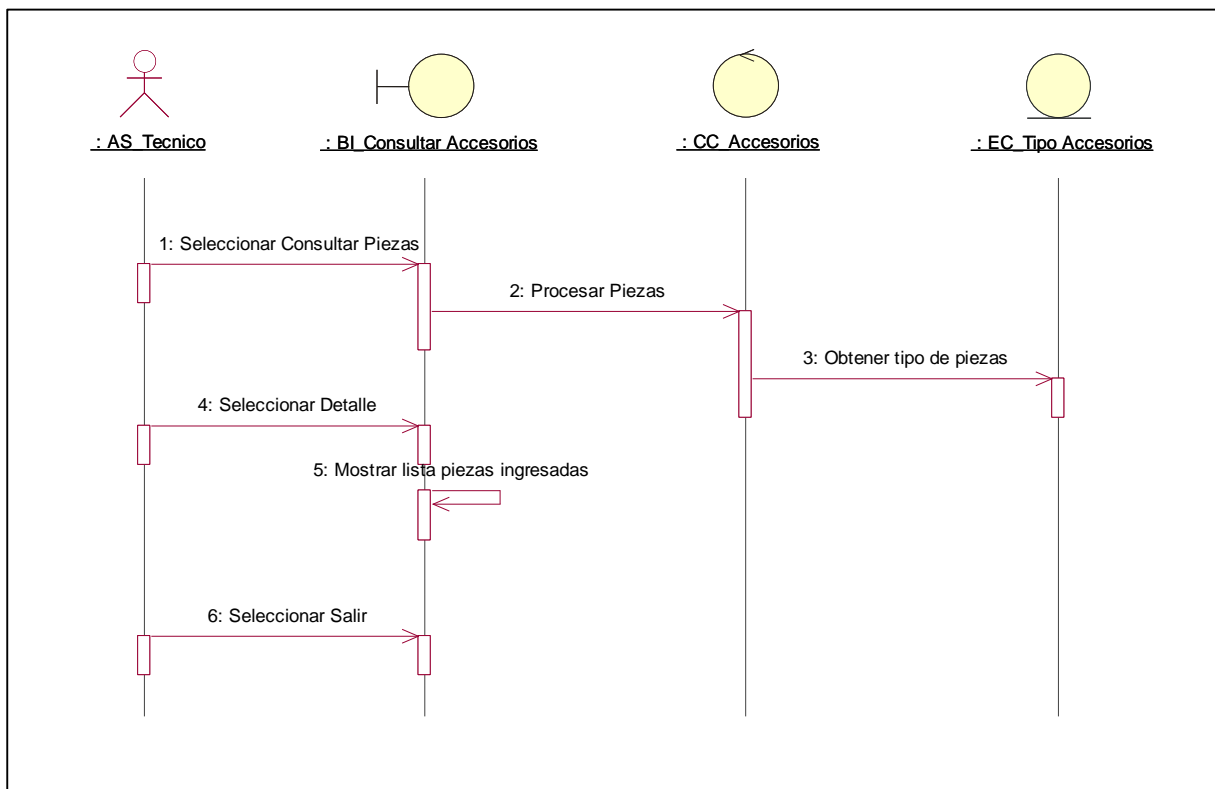 : AS_Tecnico
: BI_Consultar Accesorios
: CC_Accesorios
: EC_Tipo Accesorios
1: Seleccionar Consultar Piezas
2: Procesar Piezas
3: Obtener tipo de piezas
4: Seleccionar Detalle
5: Mostrar lista piezas ingresadas
6: Seleccionar Salir